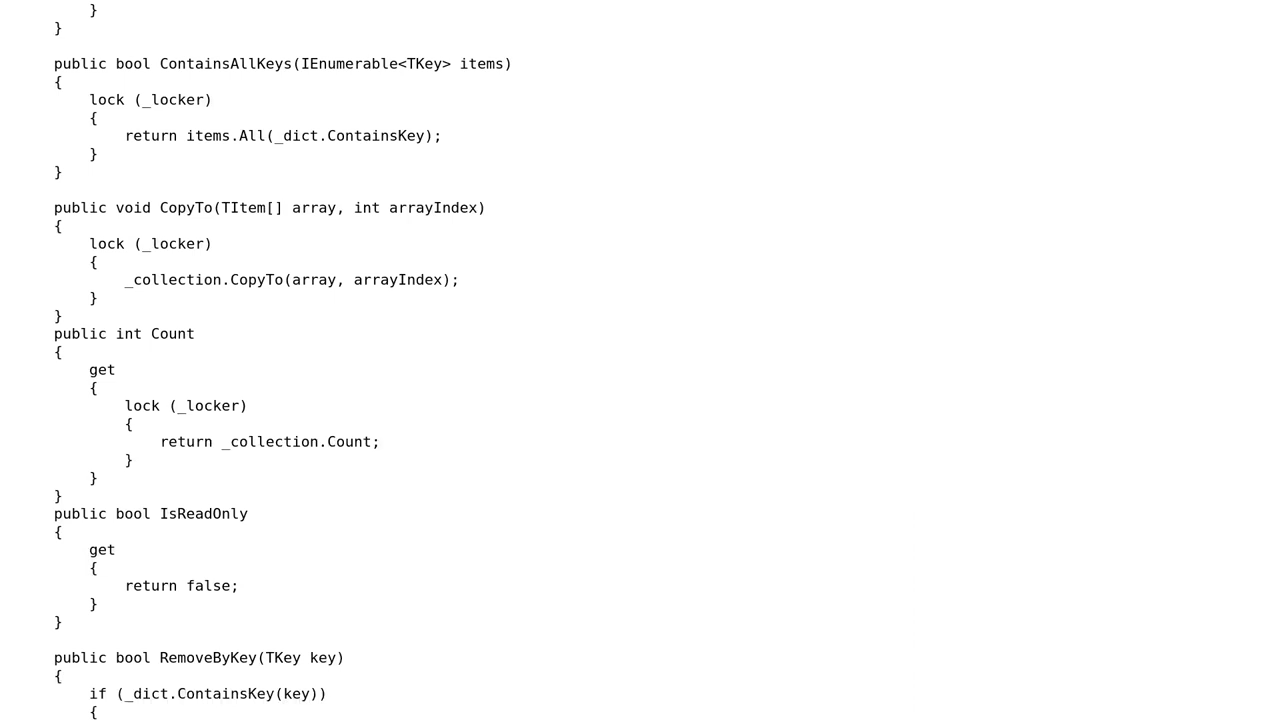 }
    }

    public bool ContainsAllKeys(IEnumerable<TKey> items)
    {
        lock (_locker)
        {
            return items.All(_dict.ContainsKey);
        }
    }

    public void CopyTo(TItem[] array, int arrayIndex)
    {
        lock (_locker)
        {
            _collection.CopyTo(array, arrayIndex);
        }
    }
    public int Count
    {
        get
        {
            lock (_locker)
            {
                return _collection.Count;
            }
        }
    }
    public bool IsReadOnly
    {
        get
        {
            return false;
        }
    }

    public bool RemoveByKey(TKey key)
    {
        if (_dict.ContainsKey(key))
        {